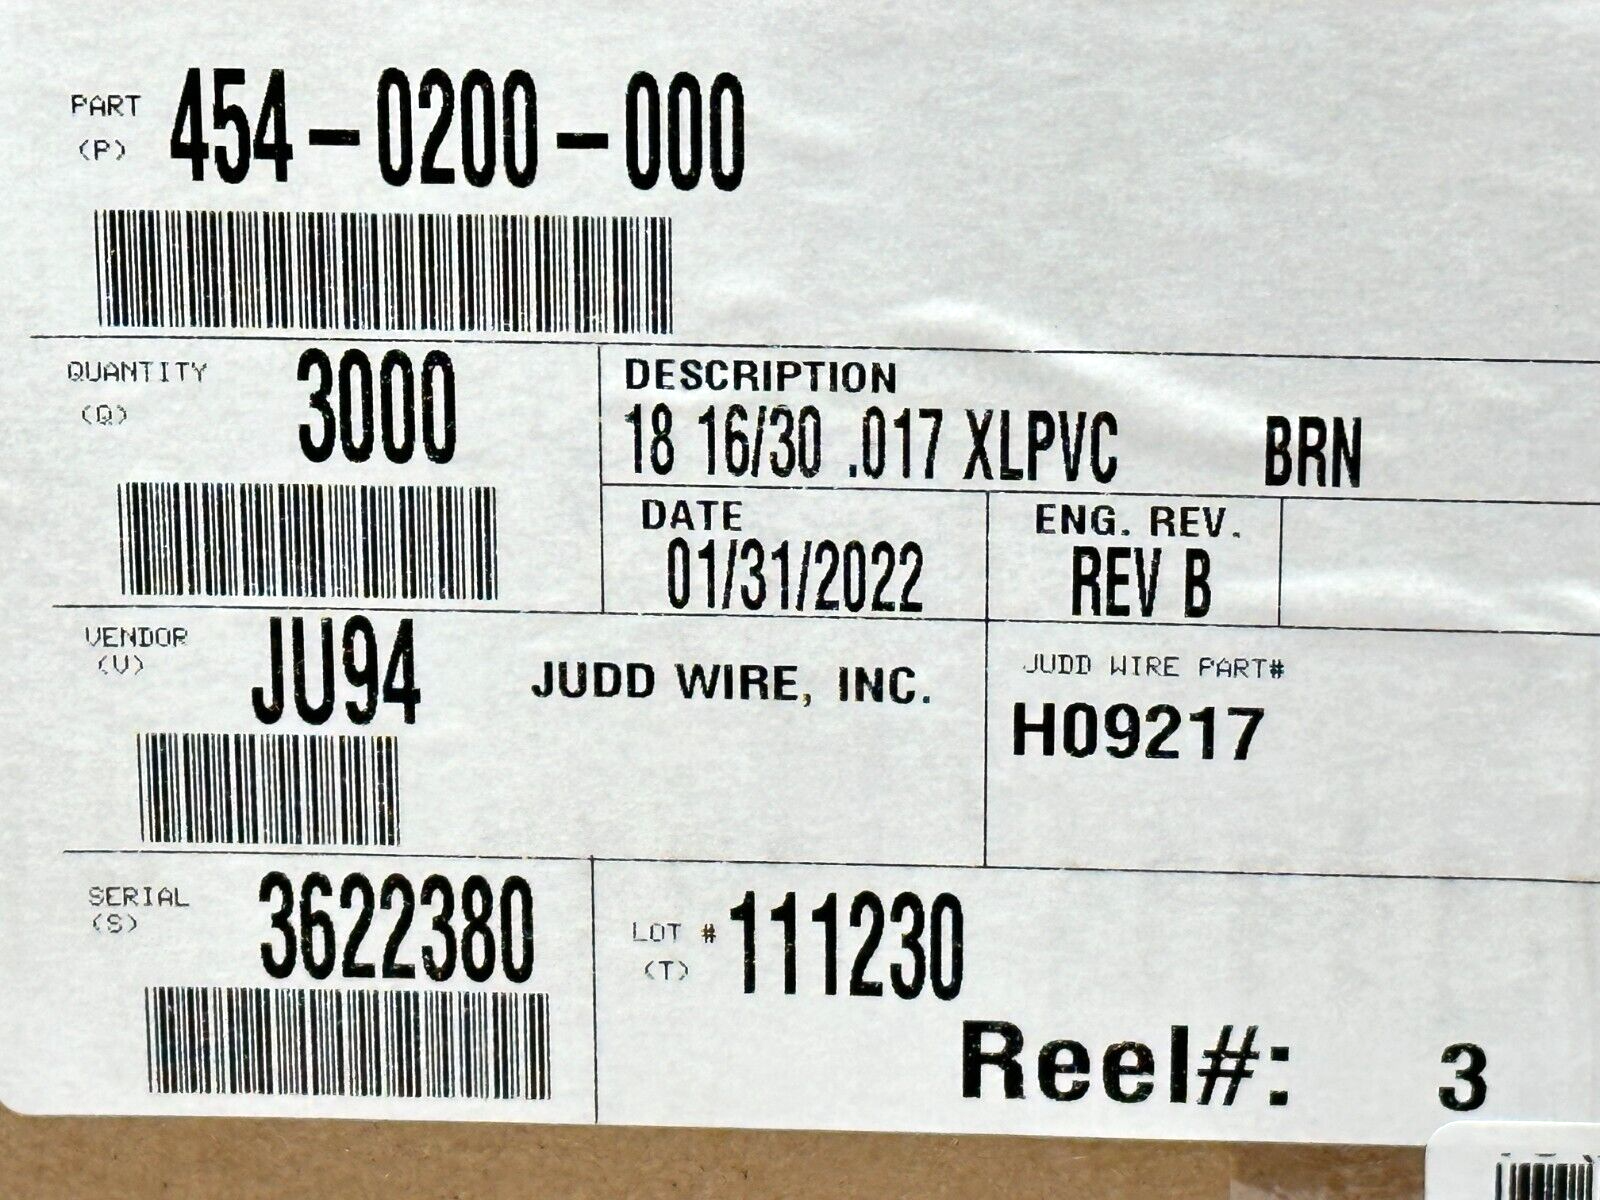 PART 454-0200-000
(P)
QUANTITY 3000
(Q)
DESCRIPTION
18 16/30 .017 XLPVC BRN
DATE
01/31/2022
ENG. REV.
REV B
VENDOR JU94
(V)
JUDD WIRE, INC.
JUDD WIRE PART#
H09217
SERIAL 3622380
(S)
LOT # 111230
(T)
Reel#: 3